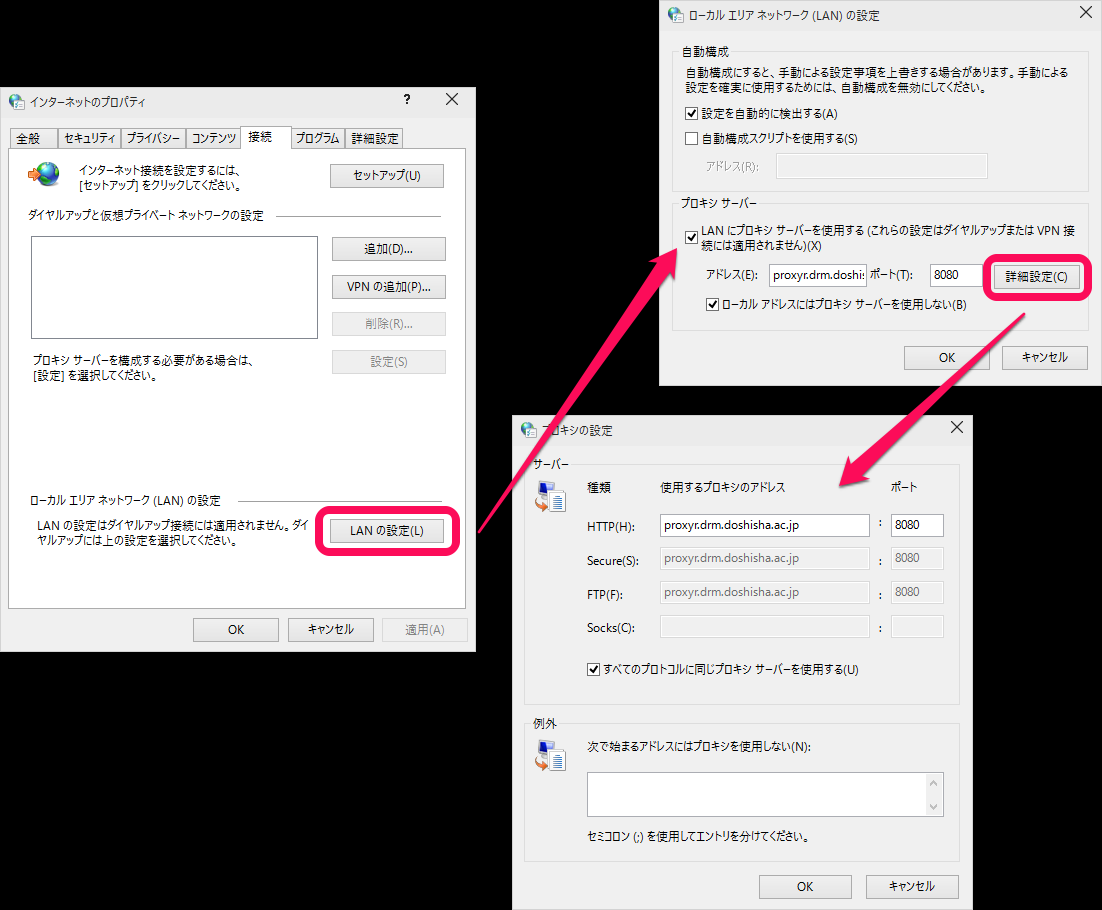 インターネットのプロパティ
?
全般
セキュリティ
プライバシー
コンテンツ
接続
プログラム
詳細設定
インターネット接続を設定するには、
[セットアップ] をクリックしてください。
セットアップ(U)
ダイヤルアップと仮想プライベート ネットワークの設定
追加(D)...
VPN の追加(P)...
削除(R)...
設定(S)
プロキシ サーバーを構成する必要がある場合は、
[設定] を選択してください。
ローカル エリア ネットワーク (LAN) の設定
LAN の設定はダイヤルアップ接続には適用されません。ダイ
ヤルアップには上の設定を選択してください。
LAN の設定(L)
OK
キャンセル
適用(A)
ローカル エリア ネットワーク (LAN) の設定
自動構成
自動構成にすると、手動による設定事項を上書きする場合があります。手動による
設定を確実に使用するためには、自動構成を無効にしてください。
設定を自動的に検出する(A)
自動構成スクリプトを使用する(S)
アドレス(R):
プロキシ サーバー
LAN にプロキシ サーバーを使用する (これらの設定はダイヤルアップまたは VPN 接
続には適用されません)(X)
アドレス(E):
proxyr.drm.doshis
ポート(T):
8080
詳細設定(C)
ローカル アドレスにはプロキシ サーバーを使用しない(B)
OK
キャンセル
プロキシの設定
サーバー
種類
使用するプロキシのアドレス
ポート
HTTP(H):
proxyr.drm.doshisha.ac.jp
:
8080
Secure(S):
proxyr.drm.doshisha.ac.jp
:
8080
FTP(F):
proxyr.drm.doshisha.ac.jp
:
8080
Socks(C):
:
すべてのプロトコルに同じプロキシ サーバーを使用する(U)
例外
次で始まるアドレスにはプロキシを使用しない(N):
セミコロン (;) を使用してエントリを分けてください。
OK
キャンセル